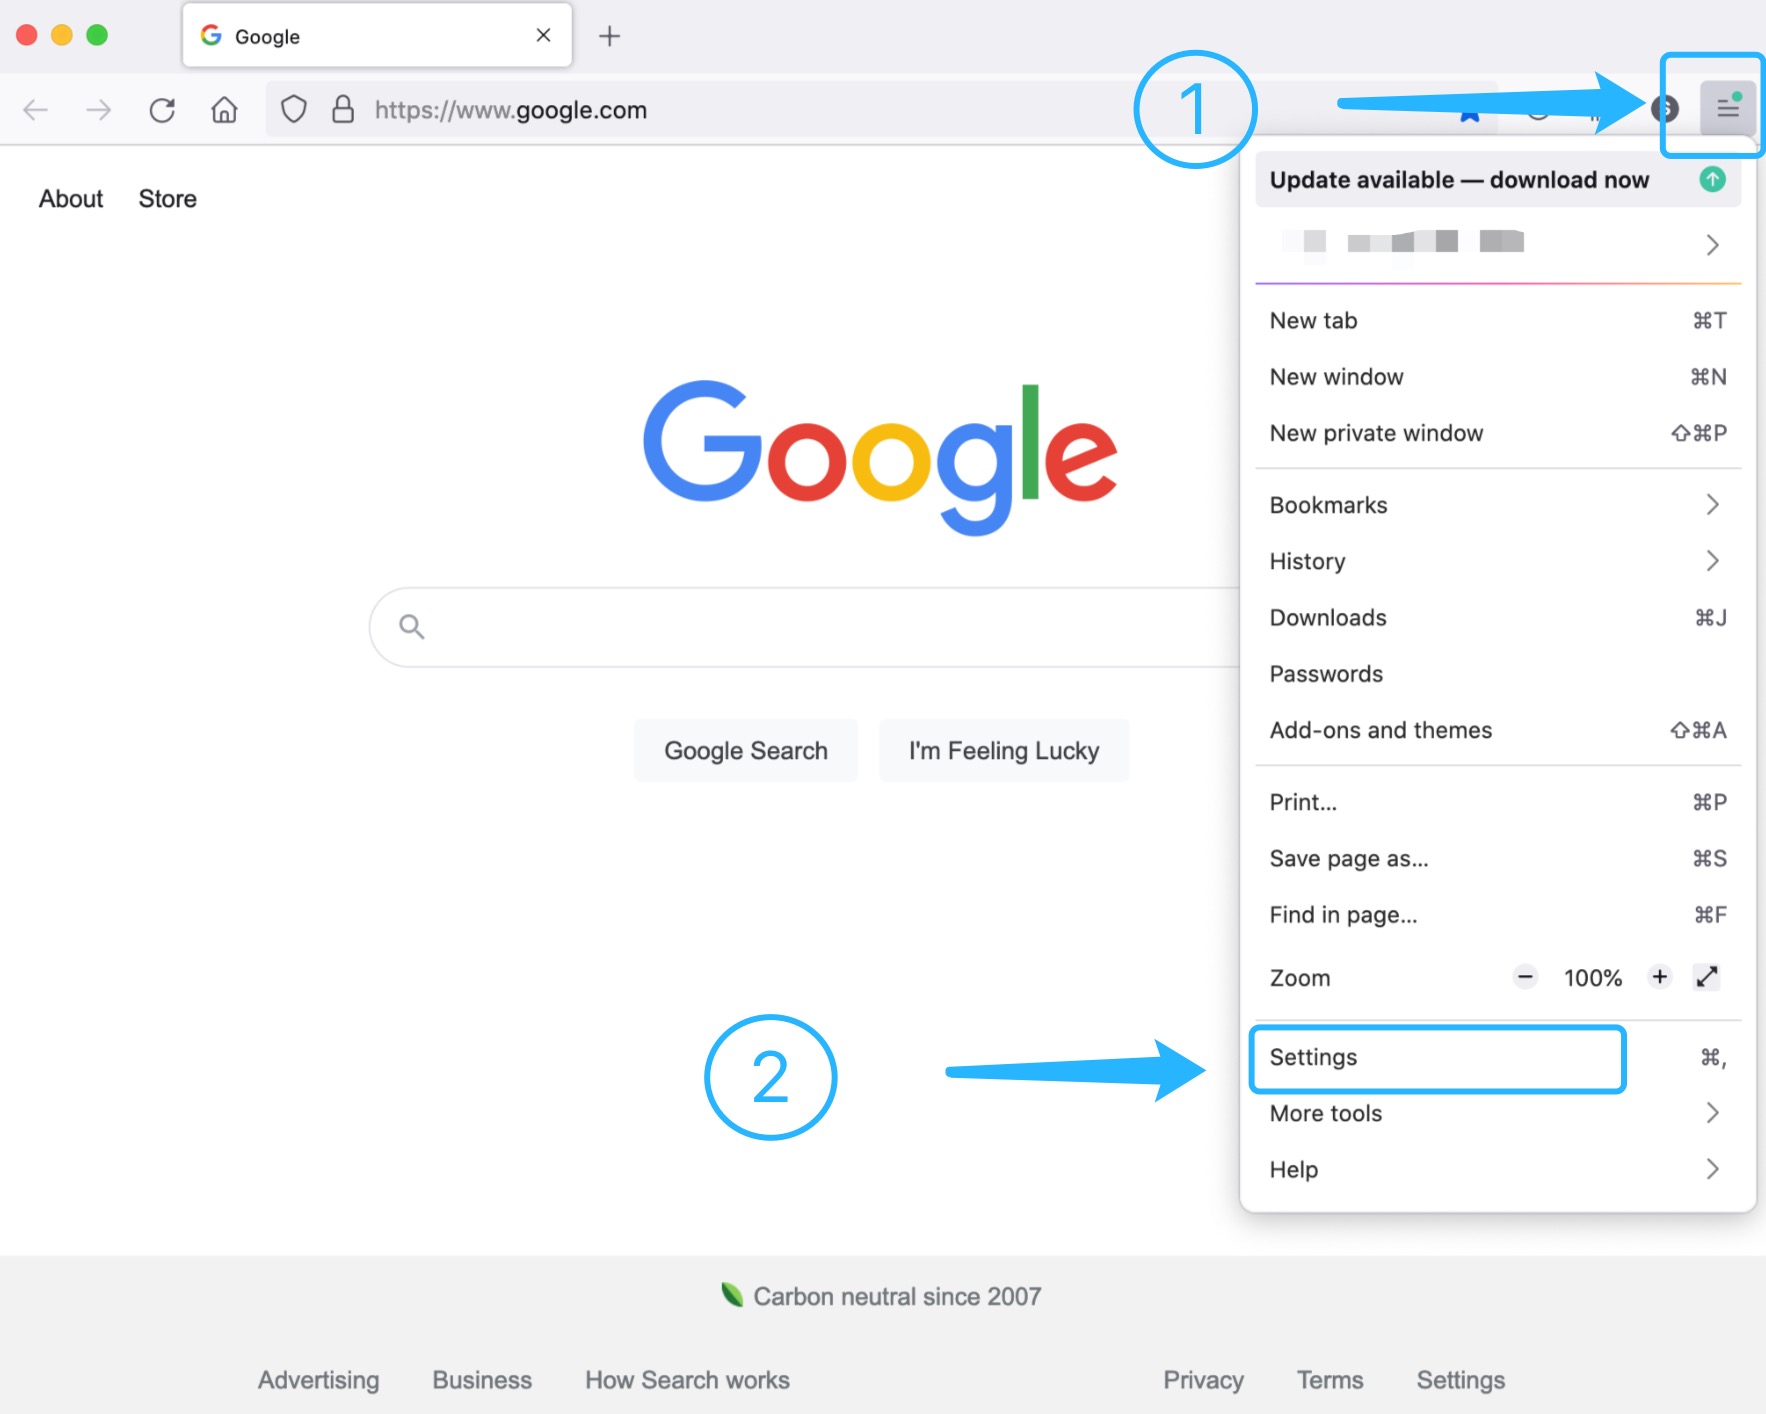 Google
https://www.google.com
1
About Store
Update available — download now
New tab ⌘T
New window ⌘N
New private window ⇧⌘P
Google
Bookmarks
History
Downloads ⌘J
Passwords
Add-ons and themes ⇧⌘A
Google Search I'm Feeling Lucky
Print... ⌘P
Save page as... ⌘S
Find in page... ⌘F
Zoom − 100% +
2
Settings ⌘,
More tools
Help
Carbon neutral since 2007
Advertising Business How Search works Privacy Terms Settings